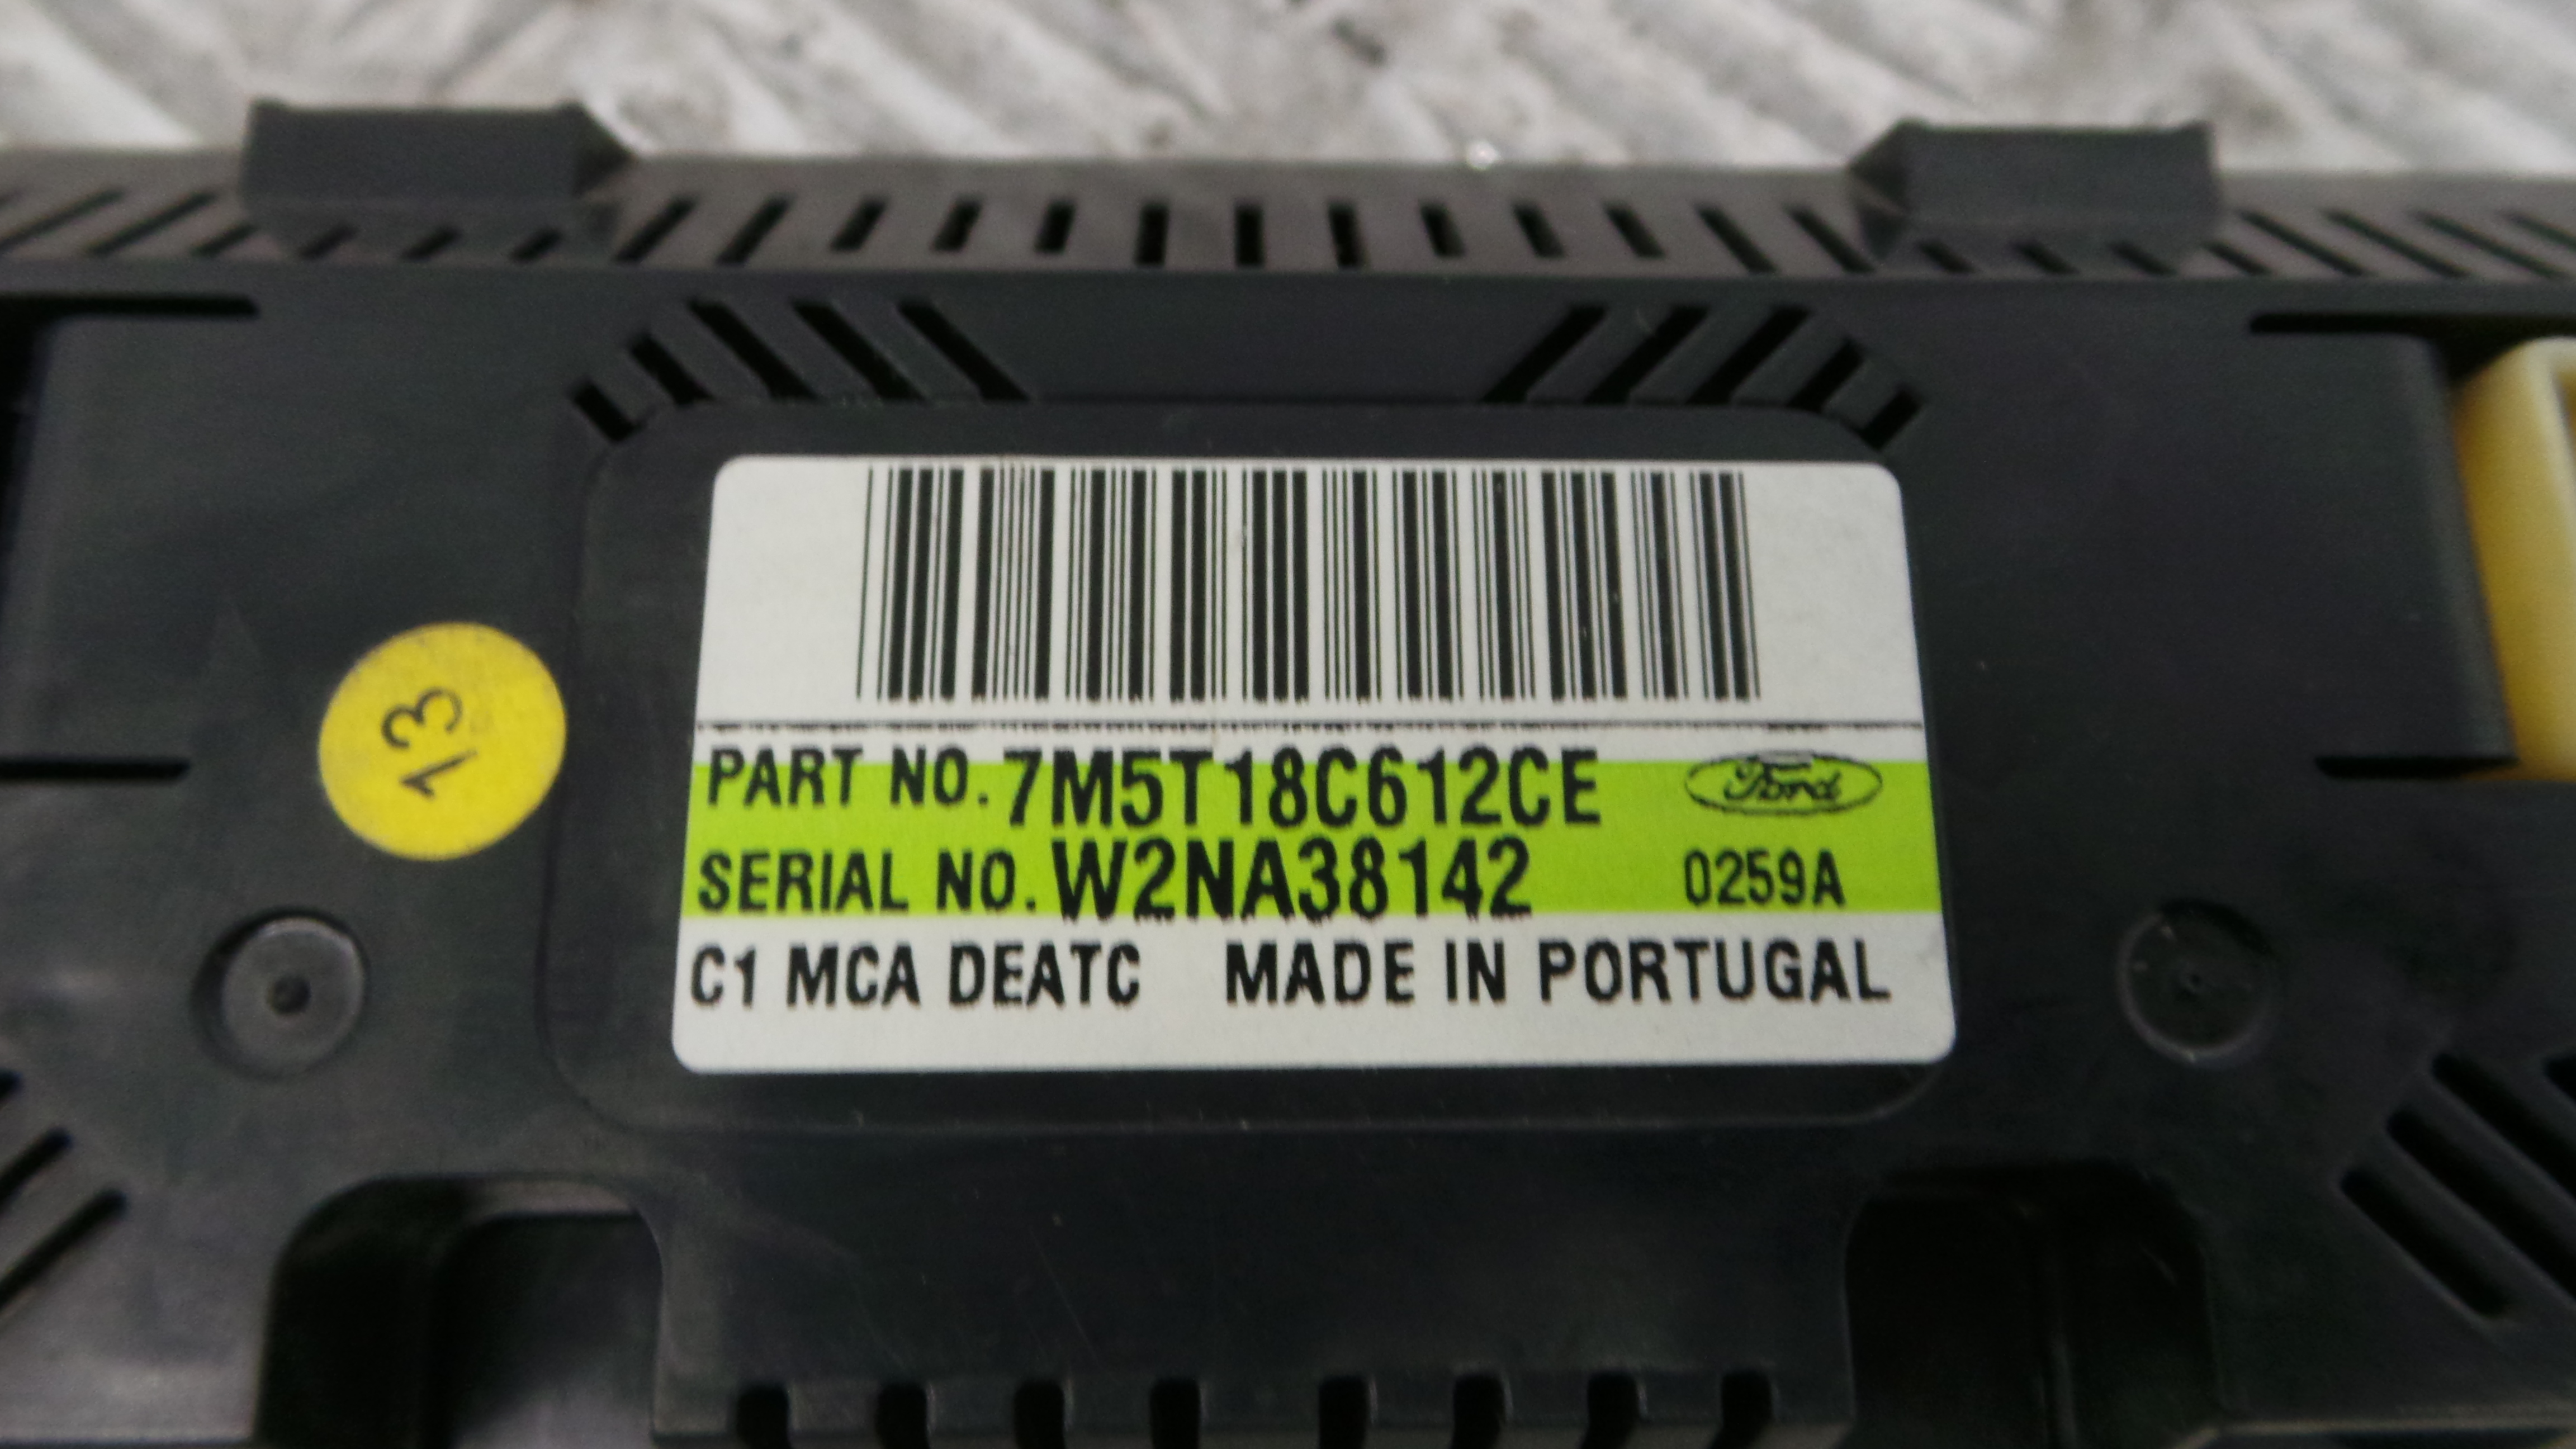 13
PART NO. 7M5T18C612CE Ford
SERIAL NO. W2NA38142 0259A
C1 MCA DEATC MADE IN PORTUGAL